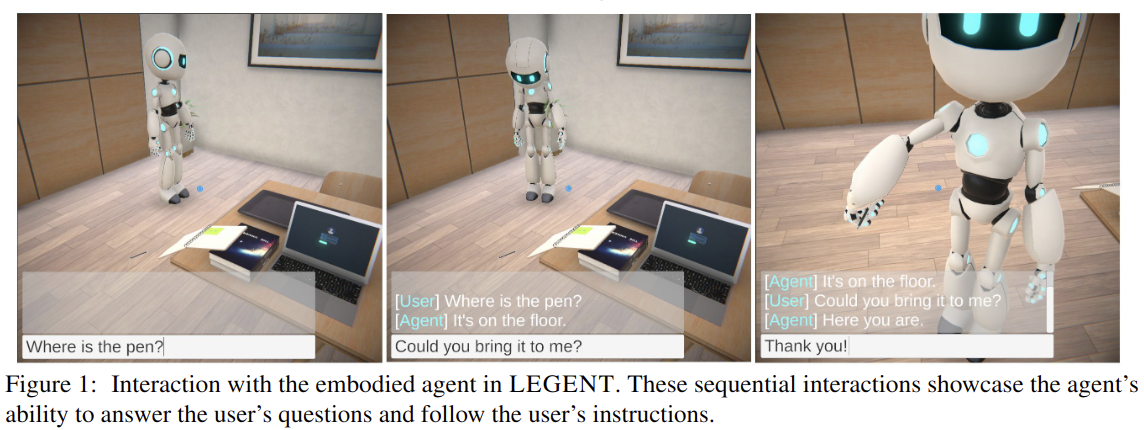 Where is the pen?
[User] Where is the pen?
[Agent] It's on the floor.
Could you bring it to me?
[Agent] It's on the floor.
[User] Could you bring it to me?
[Agent] Here you are.
Thank you!
Figure 1: Interaction with the embodied agent in LEGENT. These sequential interactions showcase the agent's
ability to answer the user's questions and follow the user's instructions.